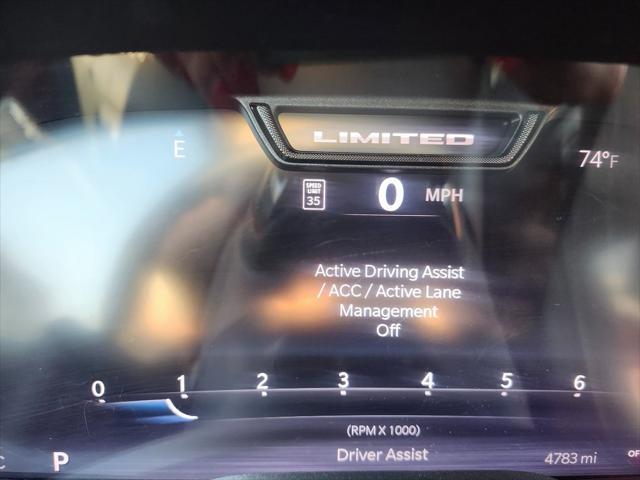 LIMITED
E
74°F
SPEED
LIMIT
35
0 MPH
Active Driving Assist
/ ACC / Active Lane
Management
Off
0 1 2 3 4 5 6
(RPM X 1000)
C P Driver Assist 4783 mi OF